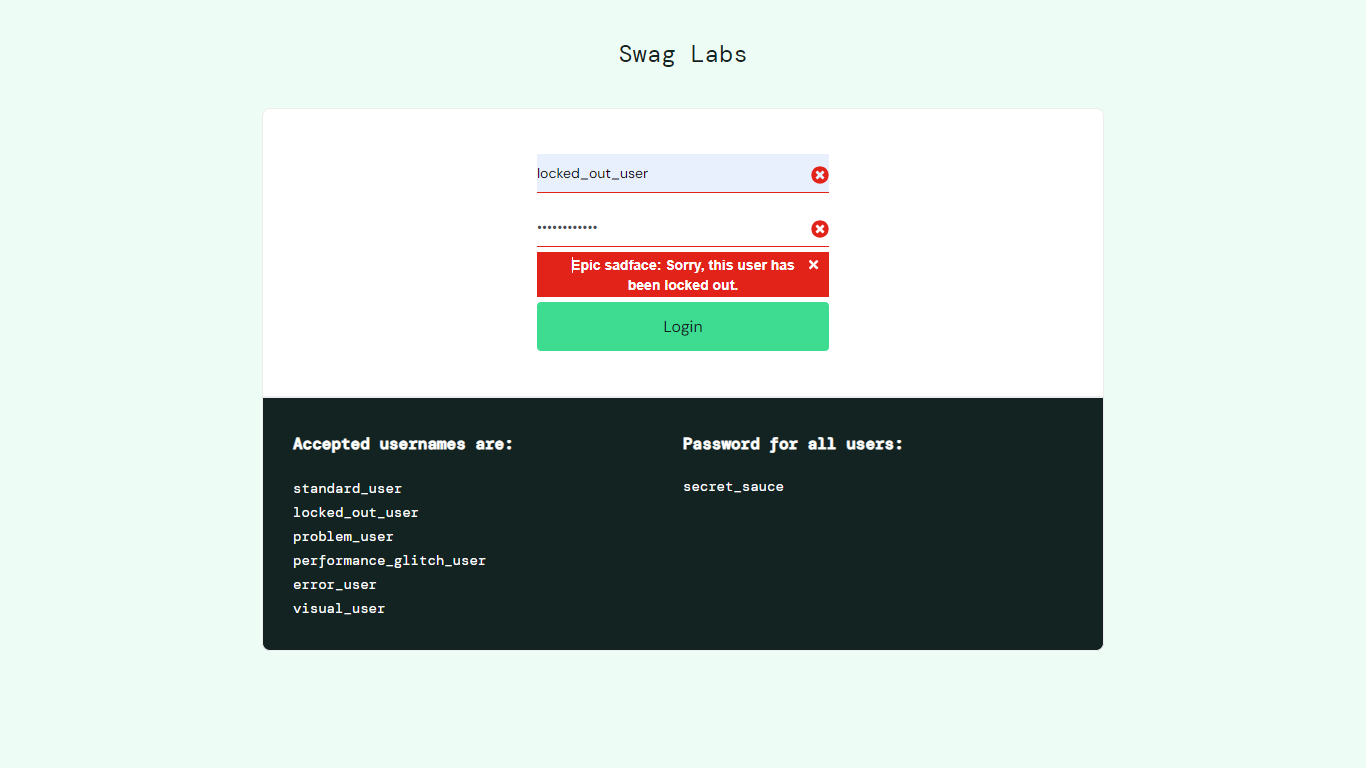 Swag Labs
locked_out_user
••••••••••••
Epic sadface: Sorry, this user has
been locked out.
Login
Accepted usernames are:
standard_user
locked_out_user
problem_user
performance_glitch_user
error_user
visual_user
Password for all users:
secret_sauce